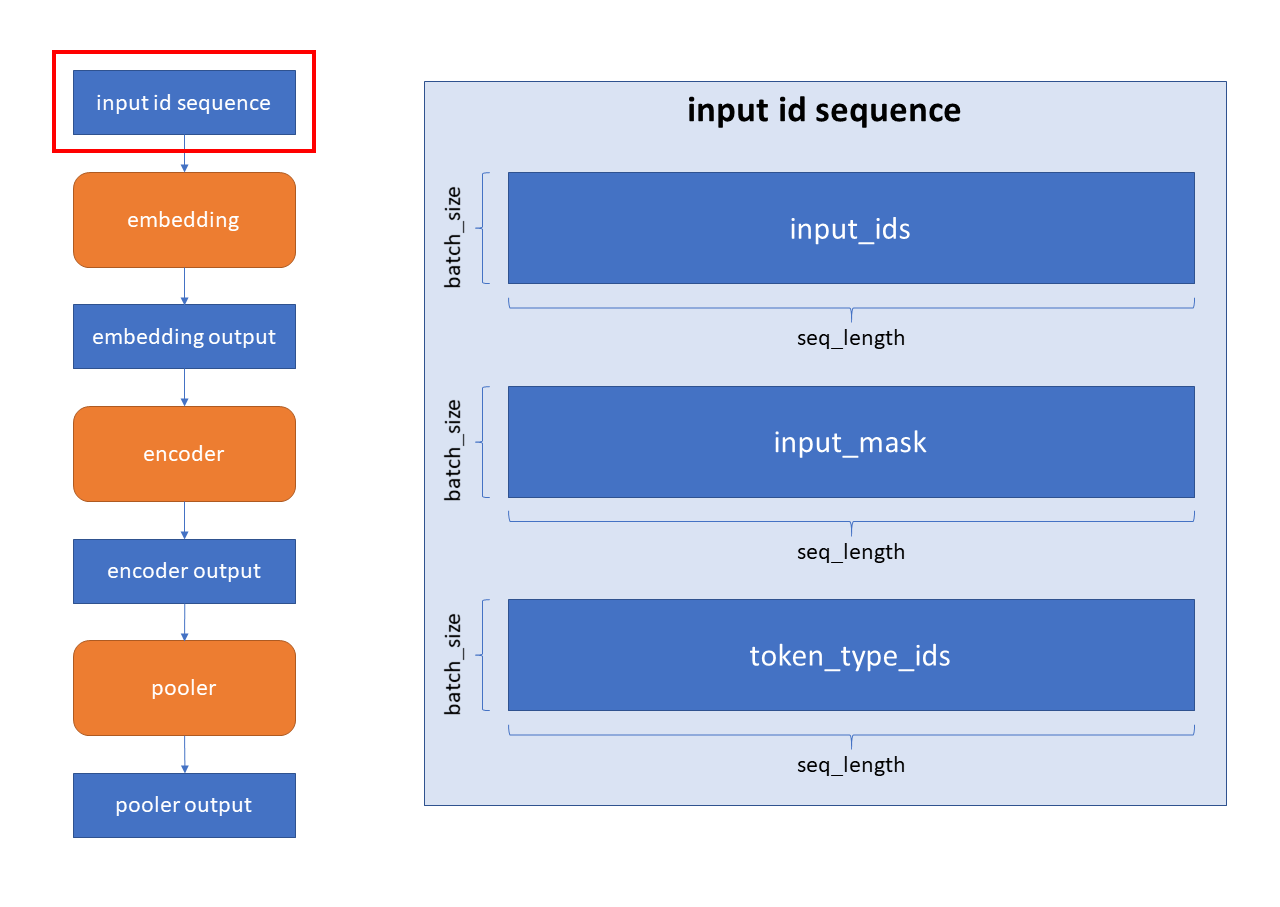 input id sequence
embedding
embedding output
encoder
encoder output
pooler
pooler output
input id sequence
batch_size
input_ids
seq_length
batch_size
input_mask
seq_length
batch_size
token_type_ids
seq_length